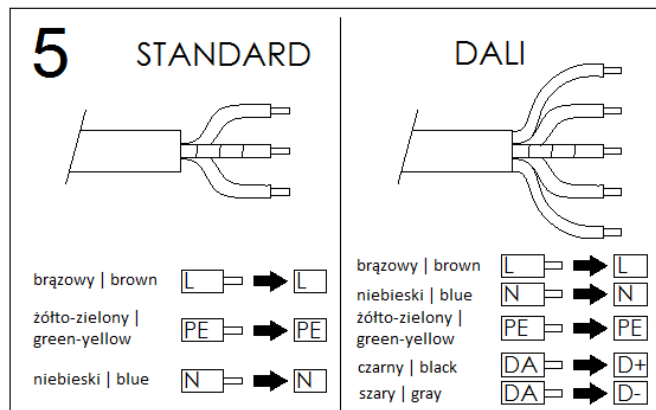 5 STANDARD
brązowy | brown L L
żółto-zielony |
green-yellow PE PE
niebieski | blue N N
DALI
brązowy | brown L L
niebieski | blue N N
żółto-zielony |
green-yellow PE PE
czarny | black DA D+
szary | gray DA D-